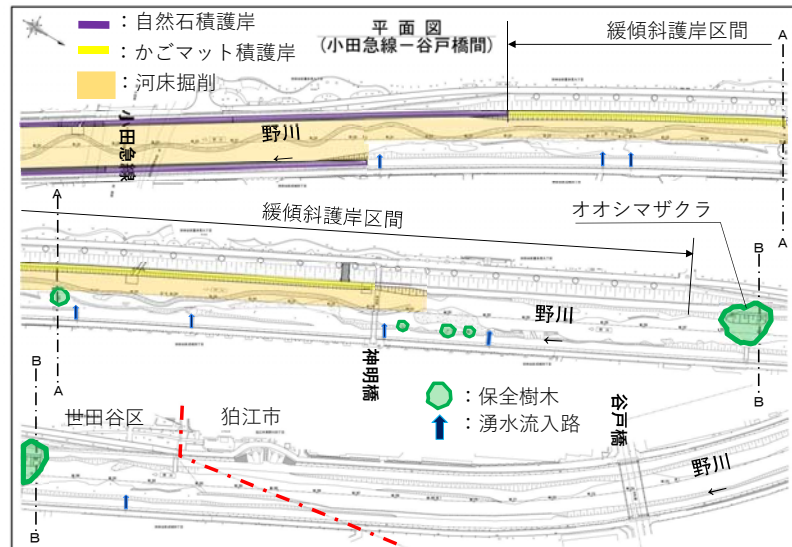 ：自然石積護岸
：かごマット積護岸
：河床掘削
平面図
(小田急線ー谷戸橋間)
緩傾斜護岸区間
A
小田急線
野川
←
A
緩傾斜護岸区間
オオシマザクラ
A
B
野川
←
A
神明橋
B
：保全樹木
：湧水流入路
谷戸橋
世田谷区
狛江市
B
野川
←
B